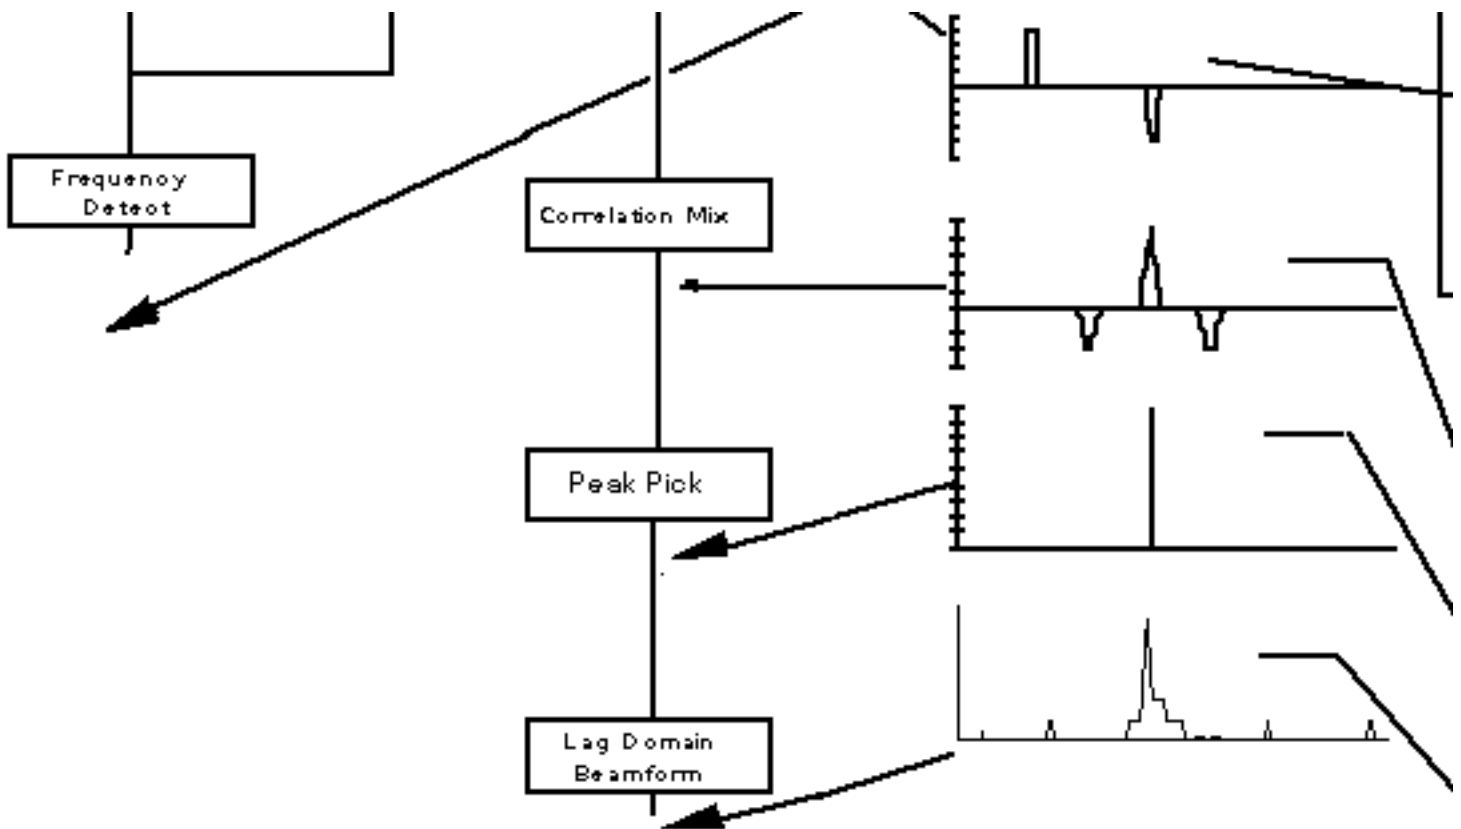 Frequency
Detect
Correlation Mix
Peak Pick
Lag Domain
Beamform